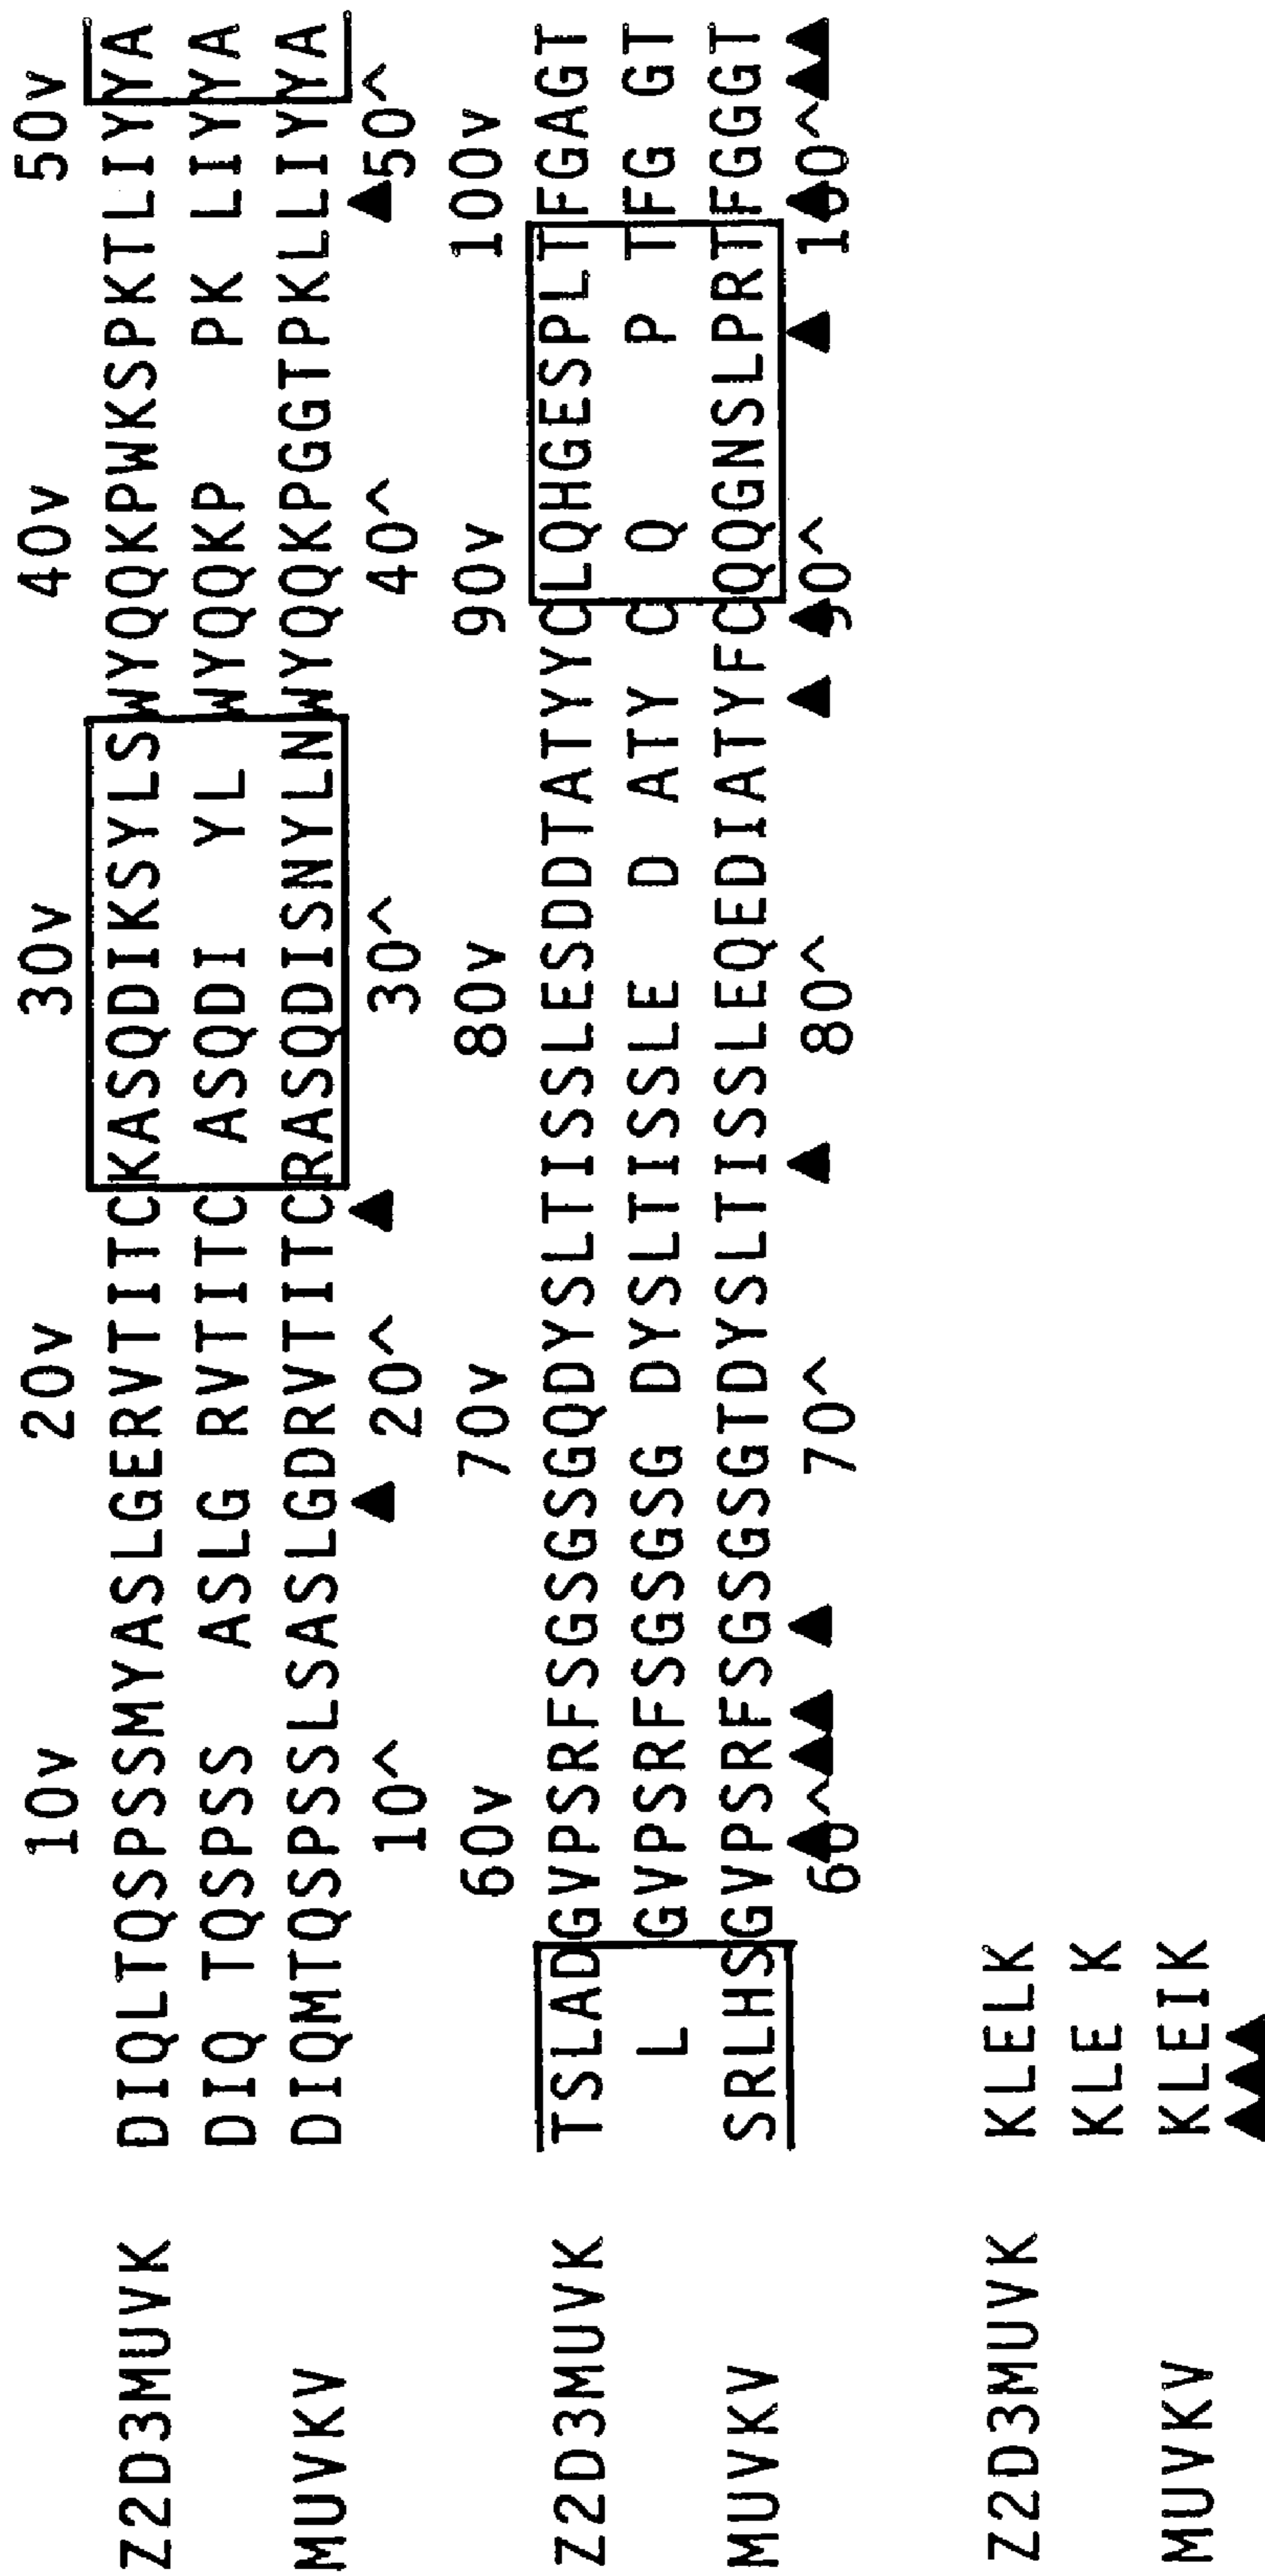 10v 20v 30v 40v 50v
Z2D3MUVK DIQLTQSPSSMYASLGERVTITCKASQDIKSYLSWYQQKPWKSPKTLIYYA
DIQ TQSPSS  ASLG RVTITC ASQDI  YL WYQQKP   PK LIYYA
MUVKV DIQMTQSPSSLSASLGDRVTITCRASQDISNYLNWYQQKPGGTPKLLIYYA
10^ 20^ 30^ 40^ 50^
60v 70v 80v 90v 100v
Z2D3MUVK TSLADGVPSRFSGSGSGQDYSLTISSLESDDTATYYCLQHGESPLTFGAGT
L  GVPSRFSGSGSG DYSLTISSLE  D ATY C Q    P TFG GT
MUVKV SRLHSGVPSRFSGSGSGTDYSLTISSLEQEDIATYFCQQGNSLPRTFGGGT
60^ 70^ 80^ 90^ 100^
Z2D3MUVK KLELK
KLE K
MUVKV KLEIK